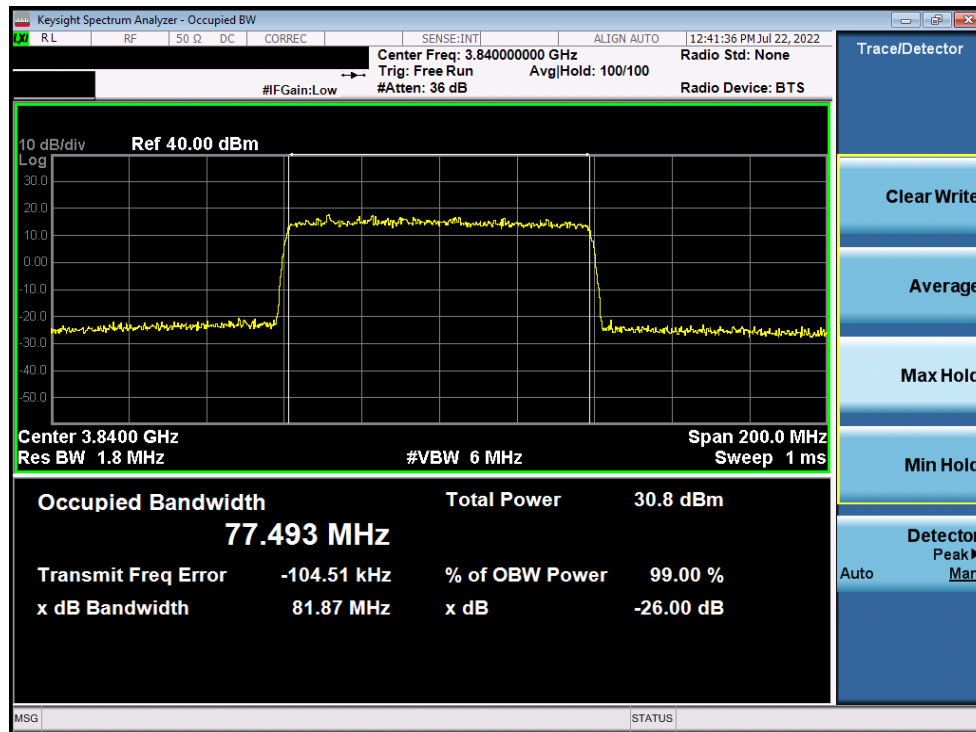 Keysight Spectrum Analyzer - Occupied BW
LXI RL RF 50 Ω DC CORREC SENSE:INT ALIGN AUTO 12:41:36 PM Jul 22, 2022
Center Freq: 3.840000000 GHz Radio Std: None
Trig: Free Run Avg|Hold: 100/100
#IFGain:Low #Atten: 36 dB Radio Device: BTS
10 dB/div Ref 40.00 dBm
Log
30.0
20.0
10.0
0.00
-10.0
-20.0
-30.0
-40.0
-50.0
Center 3.8400 GHz Span 200.0 MHz
Res BW 1.8 MHz #VBW 6 MHz Sweep 1 ms
Occupied Bandwidth Total Power 30.8 dBm
77.493 MHz
Transmit Freq Error -104.51 kHz % of OBW Power 99.00 %
x dB Bandwidth 81.87 MHz x dB -26.00 dB
MSG STATUS
Trace/Detector
Clear Write
Average
Max Hold
Min Hold
Detector
Peak
Auto Man